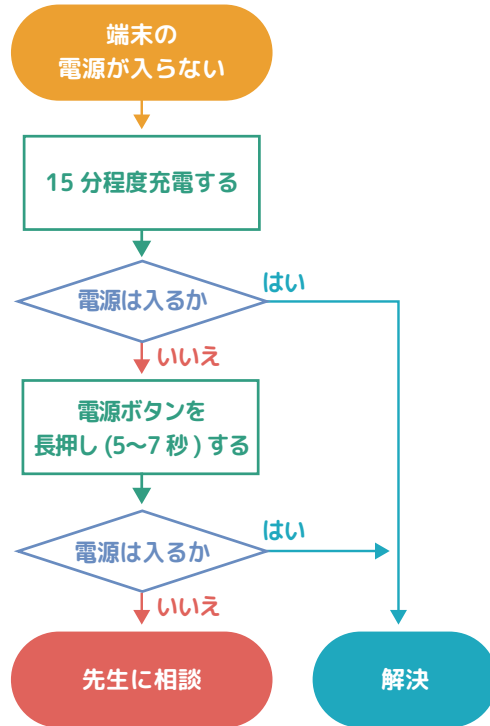 端末の
電源が入らない
15 分程度充電する
電源は入るか
はい
いいえ
電源ボタンを
長押し (5〜7 秒 ) する
電源は入るか
はい
いいえ
先生に相談
解決